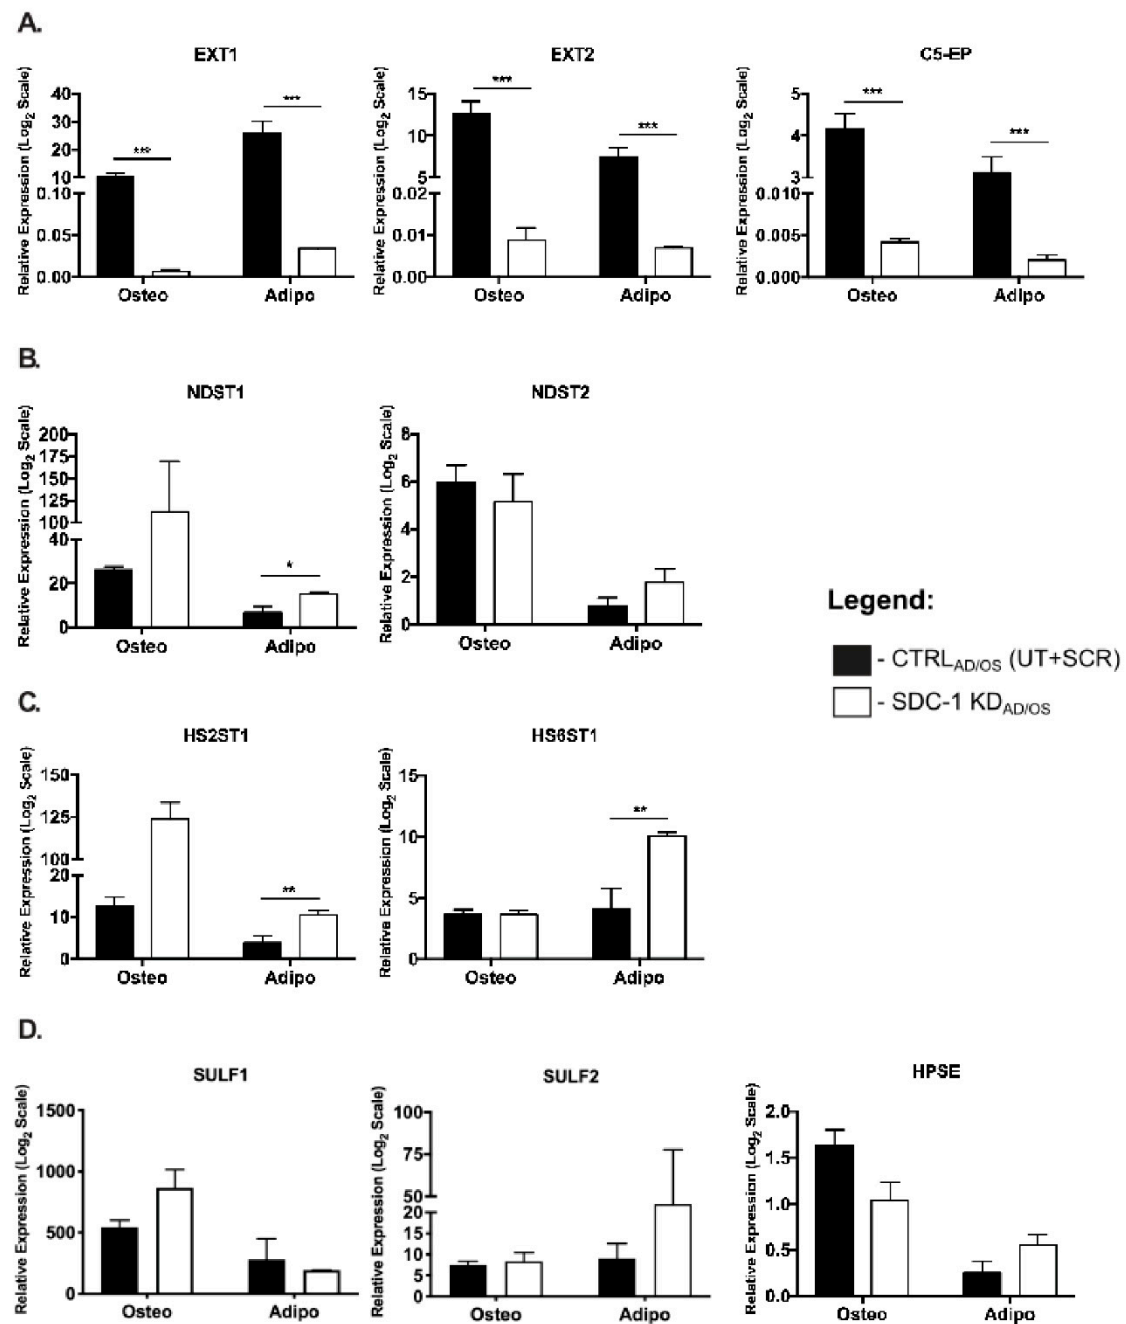 A.
EXT1
EXT2
C5-EP
Relative Expression (Log2 Scale)
40
30
20
10
0.10
0.05
0.00
***
***
Osteo
Adipo
Relative Expression (Log2 Scale)
15
10
5
0.02
0.01
0.00
***
***
Osteo
Adipo
Relative Expression (Log2 Scale)
5
4
3
0.010
0.005
0.000
***
***
Osteo
Adipo
B.
NDST1
NDST2
Relative Expression (Log2 Scale)
200
175
150
125
100
40
20
0
*
Osteo
Adipo
Relative Expression (Log2 Scale)
8
6
4
2
0
Osteo
Adipo
Legend:
- CTRLAD/OS (UT+SCR)
- SDC-1 KDAD/OS
C.
HS2ST1
HS6ST1
Relative Expression (Log2 Scale)
150
125
100
20
10
0
**
Osteo
Adipo
Relative Expression (Log2 Scale)
15
10
5
0
**
Osteo
Adipo
D.
SULF1
SULF2
HPSE
Relative Expression (Log2 Scale)
1500
1000
500
0
Osteo
Adipo
Relative Expression (Log2 Scale)
100
75
50
20
15
10
5
0
Osteo
Adipo
Relative Expression (Log2 Scale)
2.0
1.5
1.0
0.5
0.0
Osteo
Adipo